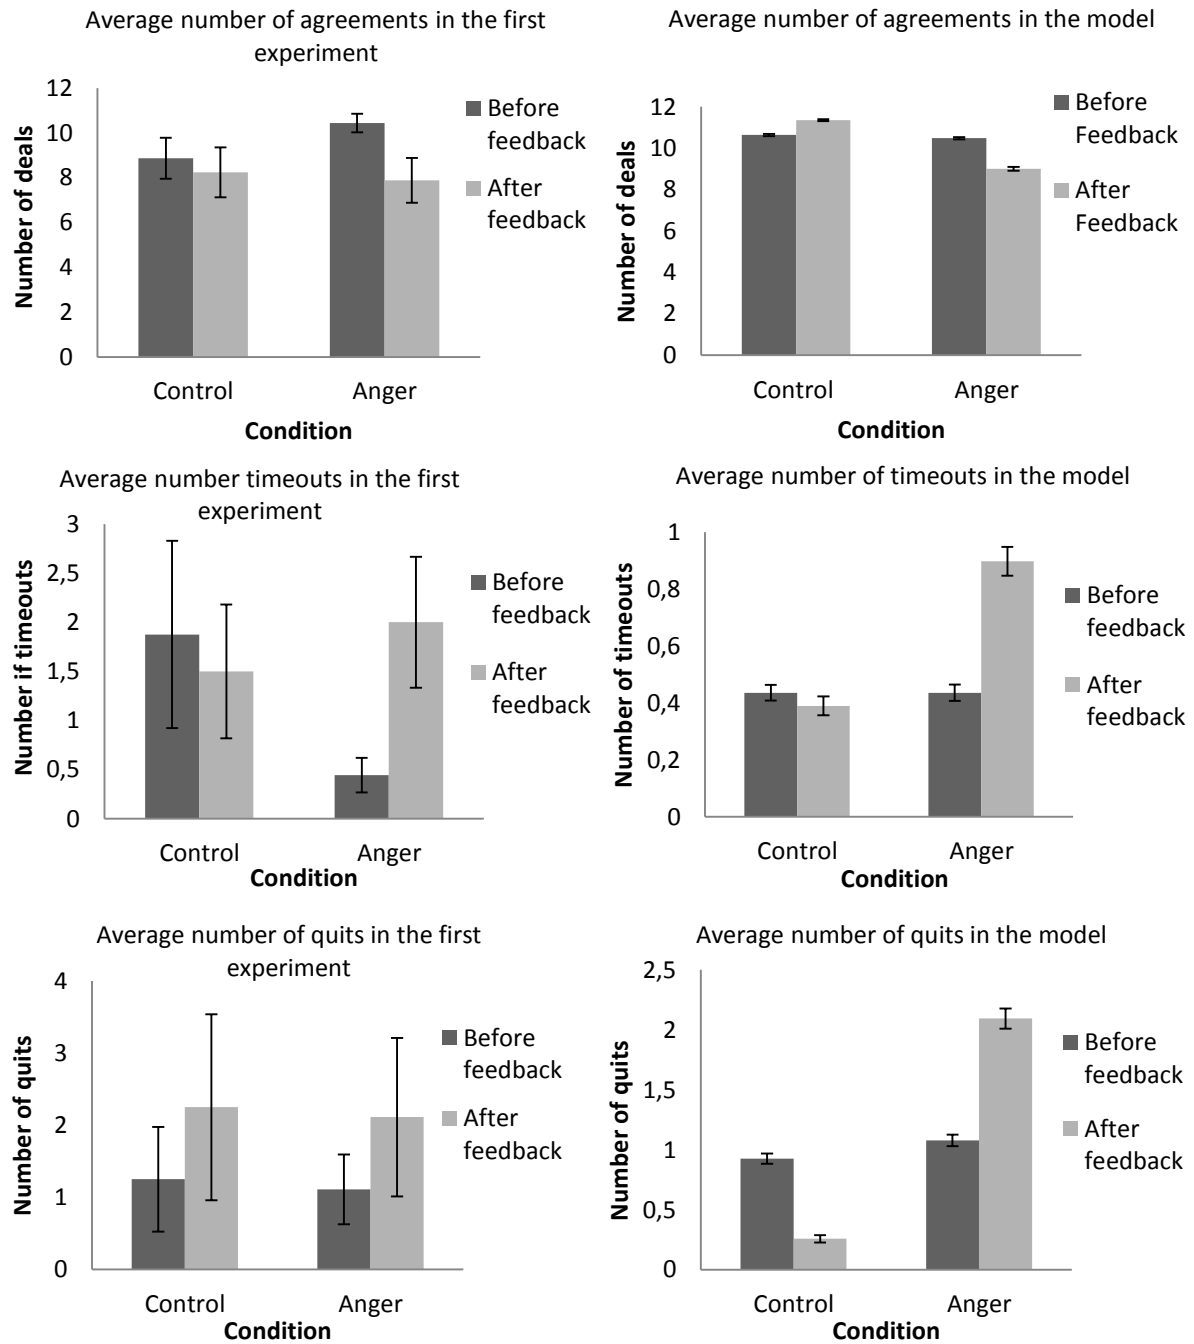 Average number of agreements in the first
experiment
12
10
8
6
4
2
0
Number of deals
Control
Anger
Condition
Before
feedback
After
feedback
Average number of agreements in the model
12
10
8
6
4
2
0
Number of deals
Control
Anger
Condition
Before
Feedback
After
Feedback
Average number timeouts in the first
experiment
3
2,5
2
1,5
1
0,5
0
Number if timeouts
Control
Anger
Condition
Before
feedback
After
feedback
Average number of timeouts in the model
1
0,8
0,6
0,4
0,2
0
Number of timeouts
Control
Anger
Condition
Before
feedback
After
feedback
Average number of quits in the first
experiment
4
3
2
1
0
Number of quits
Control
Anger
Condition
Before
feedback
After
feedback
Average number of quits in the model
2,5
2
1,5
1
0,5
0
Number of quits
Control
Anger
Condition
Before
feedback
After
feedback